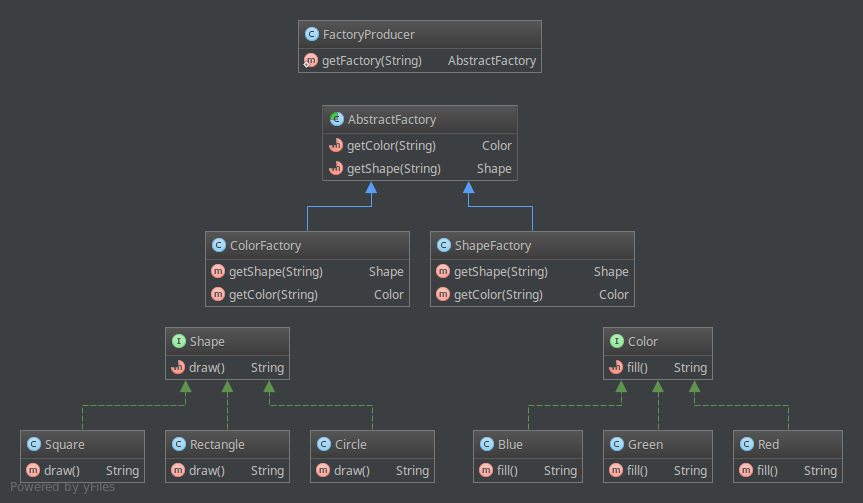 FactoryProducer
getFactory(String) AbstractFactory
AbstractFactory
getColor(String) Color
getShape(String) Shape
ColorFactory
getShape(String) Shape
getColor(String) Color
ShapeFactory
getShape(String) Shape
getColor(String) Color
Shape
draw() String
Color
fill() String
Square
draw() String
Rectangle
draw() String
Circle
draw() String
Blue
fill() String
Green
fill() String
Red
fill() String
Powered by yFiles